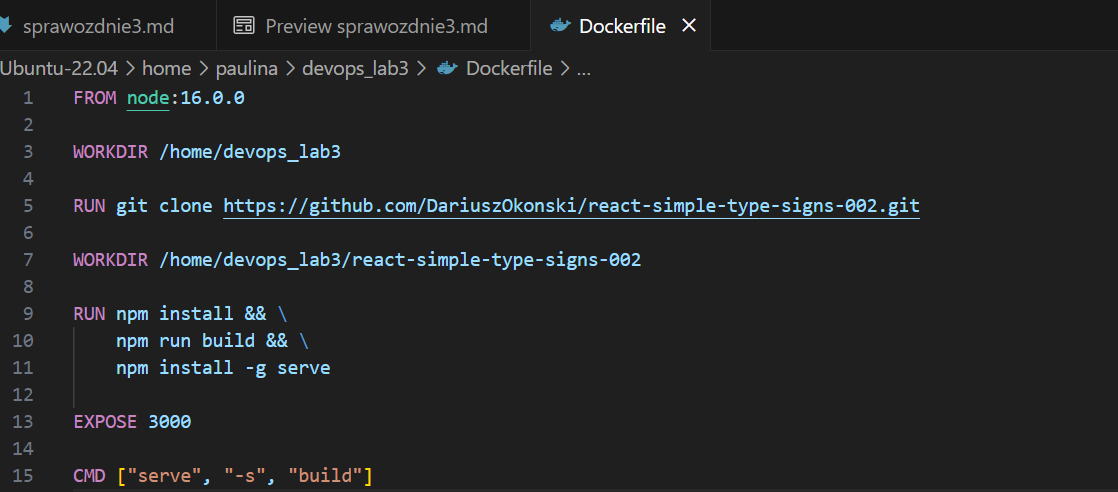 sprawozdnie3.md Preview sprawozdnie3.md Dockerfile
Ubuntu-22.04 > home > paulina > devops_lab3 > Dockerfile > ...
1 FROM node:16.0.0
2
3 WORKDIR /home/devops_lab3
4
5 RUN git clone https://github.com/DariuszOkonski/react-simple-type-signs-002.git
6
7 WORKDIR /home/devops_lab3/react-simple-type-signs-002
8
9 RUN npm install && \
10 npm run build && \
11 npm install -g serve
12
13 EXPOSE 3000
14
15 CMD ["serve", "-s", "build"]